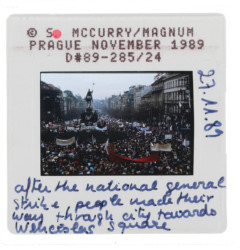 © S. MCCURRY/MAGNUM
PRAGUE NOVEMBER 1989
D#89-285/24
27.11.89
after the national general
strike, people made their
way through city towards
Wenceslas Square